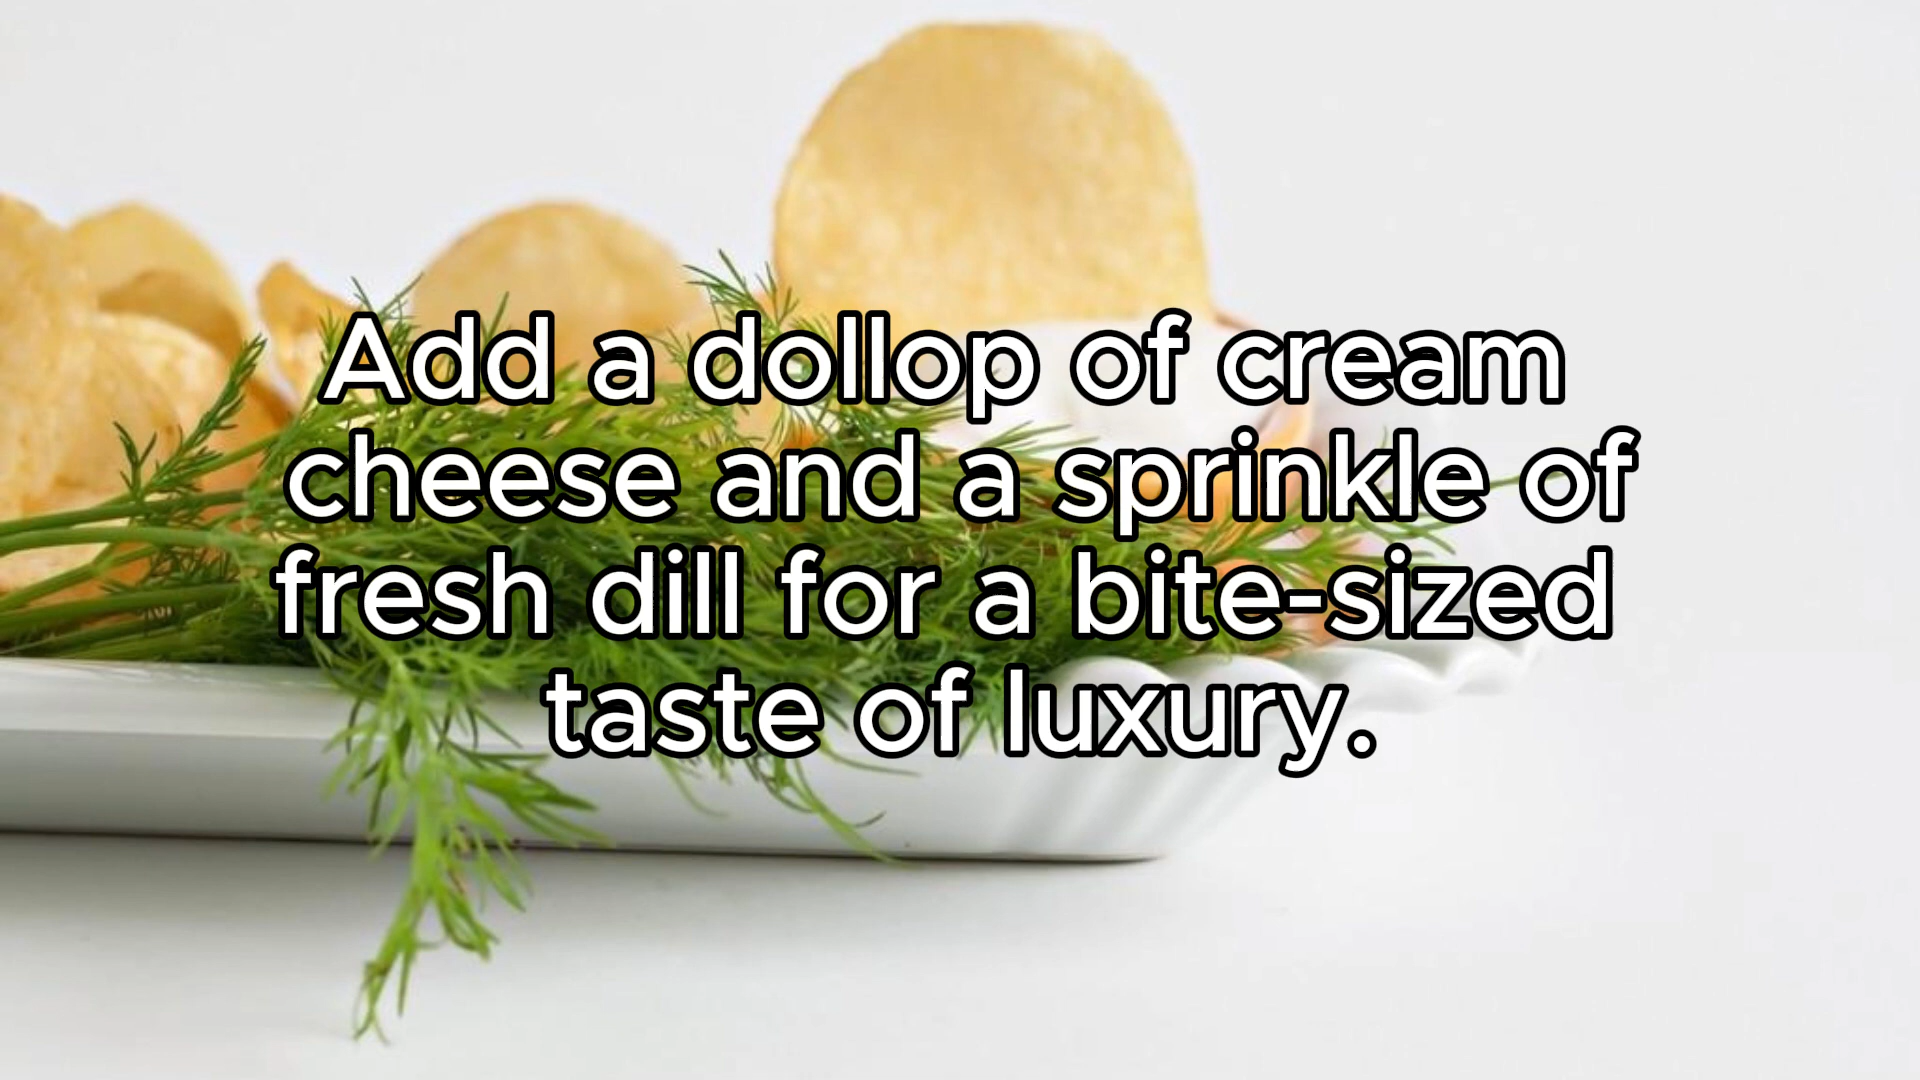 Add a dollop of cream
cheese and a sprinkle of
fresh dill for a bite-sized
taste of luxury.